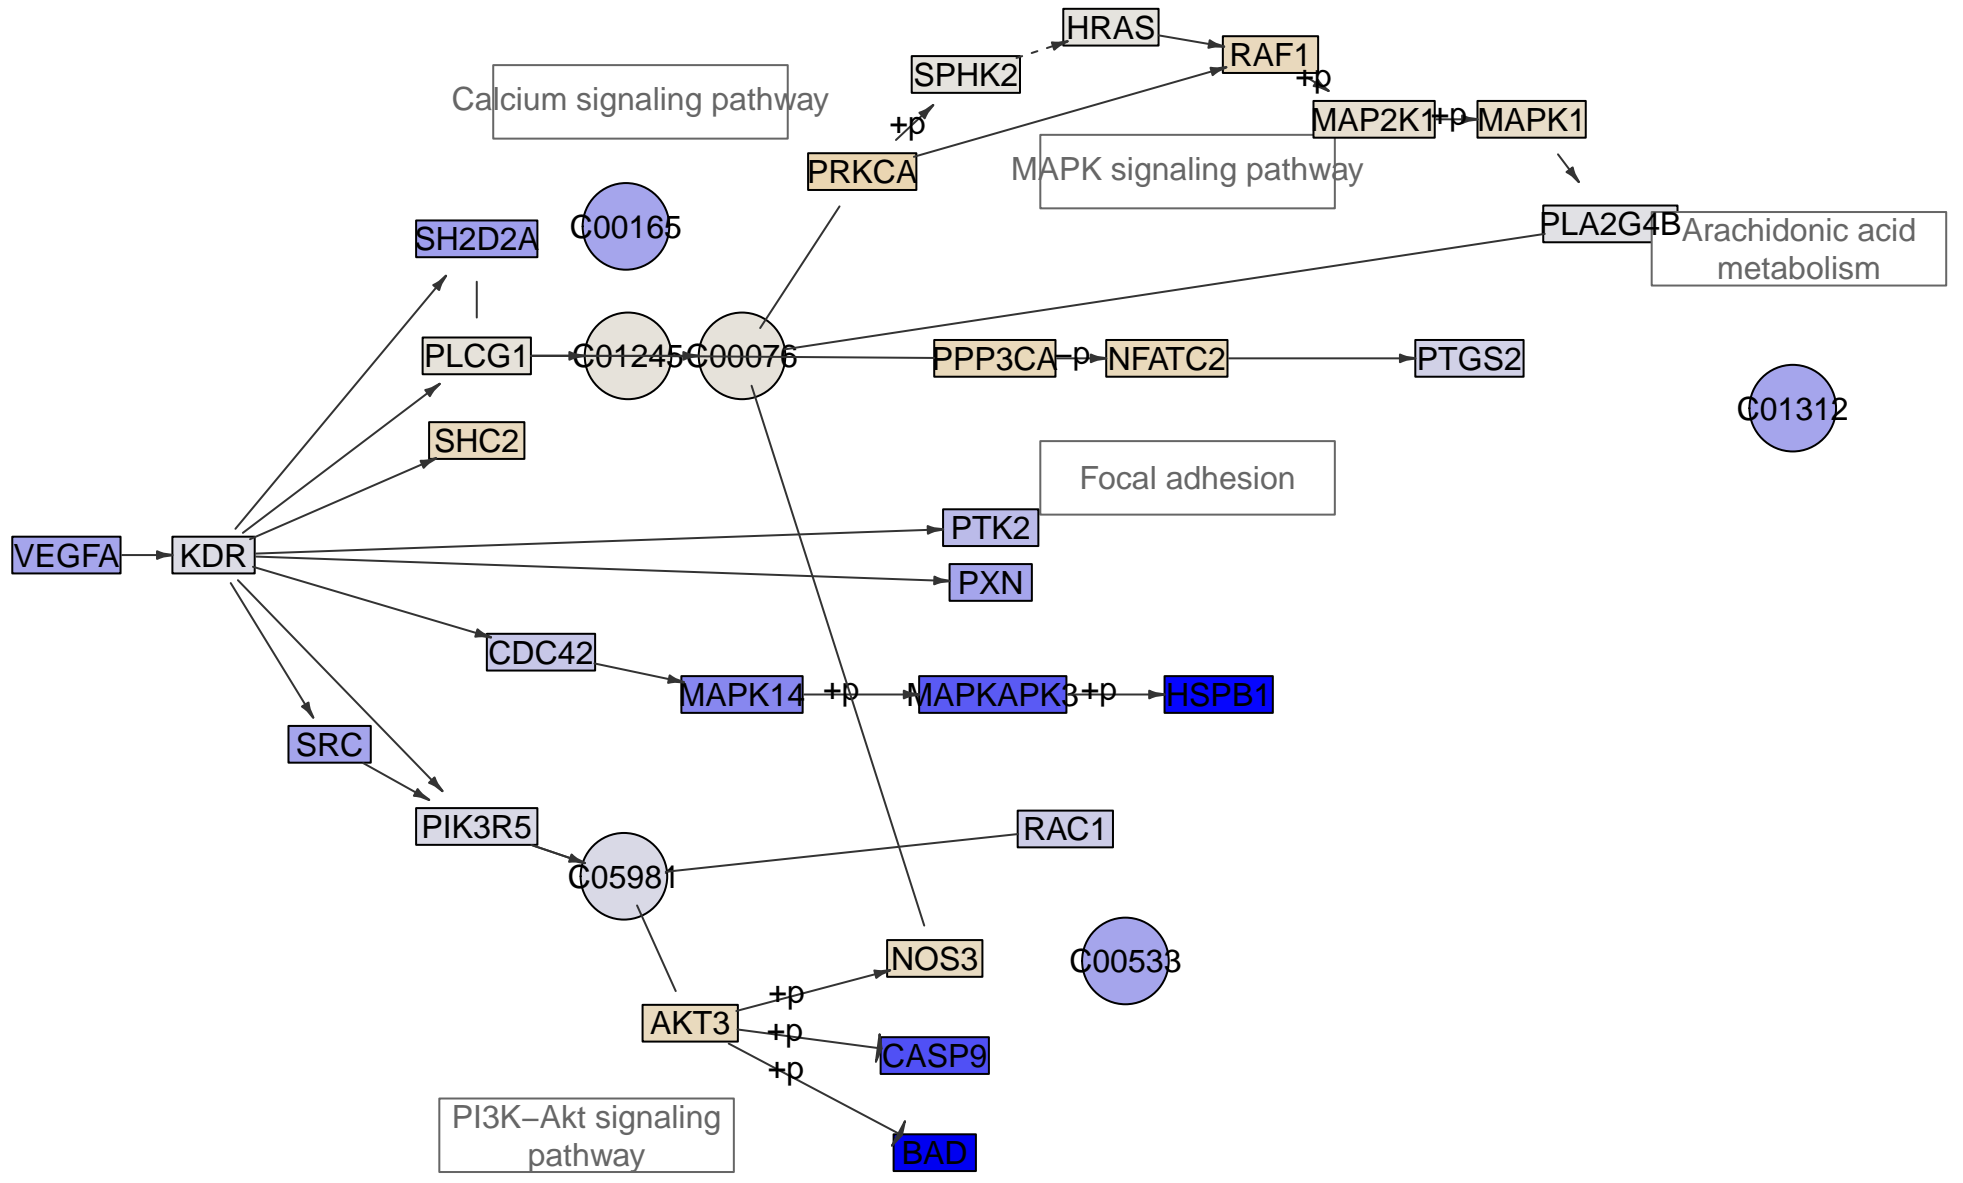 HRAS
RAF1
SPHK2
+p
Calcium signaling pathway
+p
MAP2K1
+p
MAPK1
PRKCA
MAPK signaling pathway
SH2D2A
C00165
PLA2G4B
Arachidonic acid
metabolism
PLCG1
C01245
C00076
PPP3CA
−p
NFATC2
PTGS2
C01312
SHC2
Focal adhesion
PTK2
VEGFA
KDR
PXN
CDC42
MAPK14
+p
MAPKAPK3
+p
HSPB1
SRC
PIK3R5
RAC1
C05981
NOS3
C00533
+p
AKT3
+p
CASP9
+p
PI3K−Akt signaling
pathway
BAD